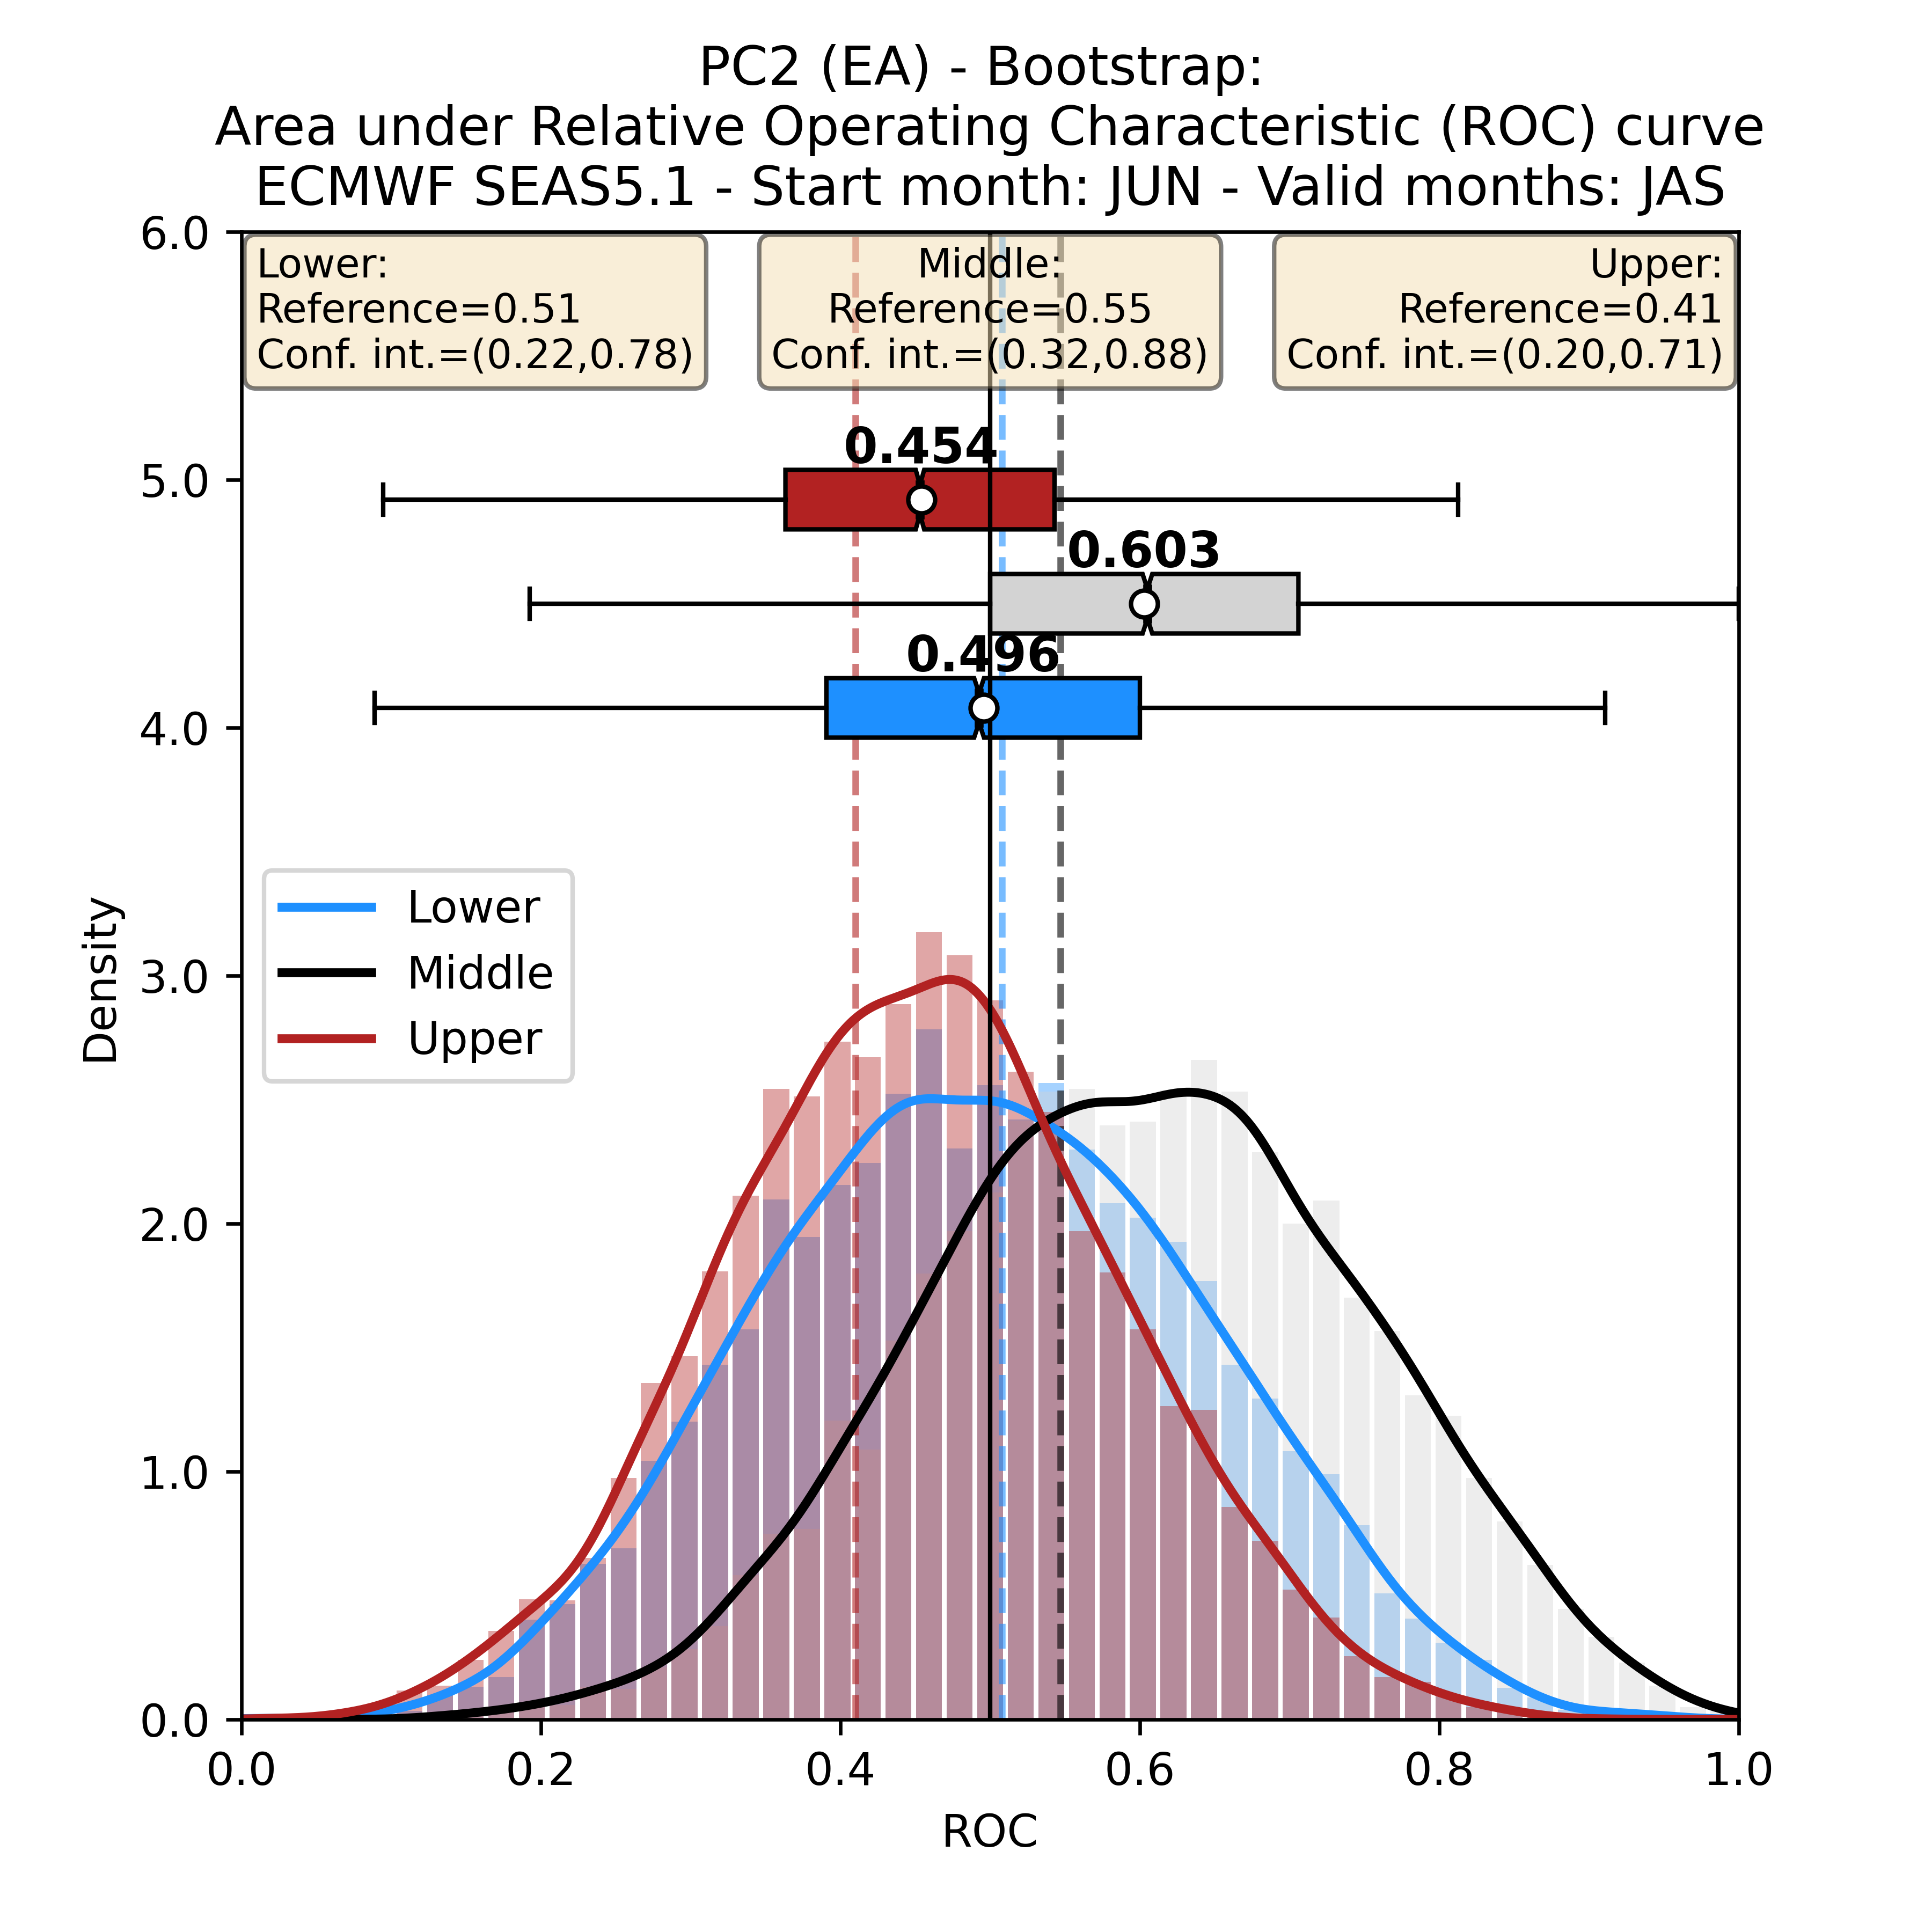 PC2 (EA) - Bootstrap:
Area under Relative Operating Characteristic (ROC) curve
ECMWF SEAS5.1 - Start month: JUN - Valid months: JAS
6.0
Lower:
Reference=0.51
Conf. int.=(0.22,0.78)
Middle:
Reference=0.55
Conf. int.=(0.32,0.88)
Upper:
Reference=0.41
Conf. int.=(0.20,0.71)
0.454
5.0
0.603
0.496
4.0
Lower
Middle
Upper
Density
3.0
2.0
1.0
0.0
0.0 0.2 0.4 0.6 0.8 1.0
ROC